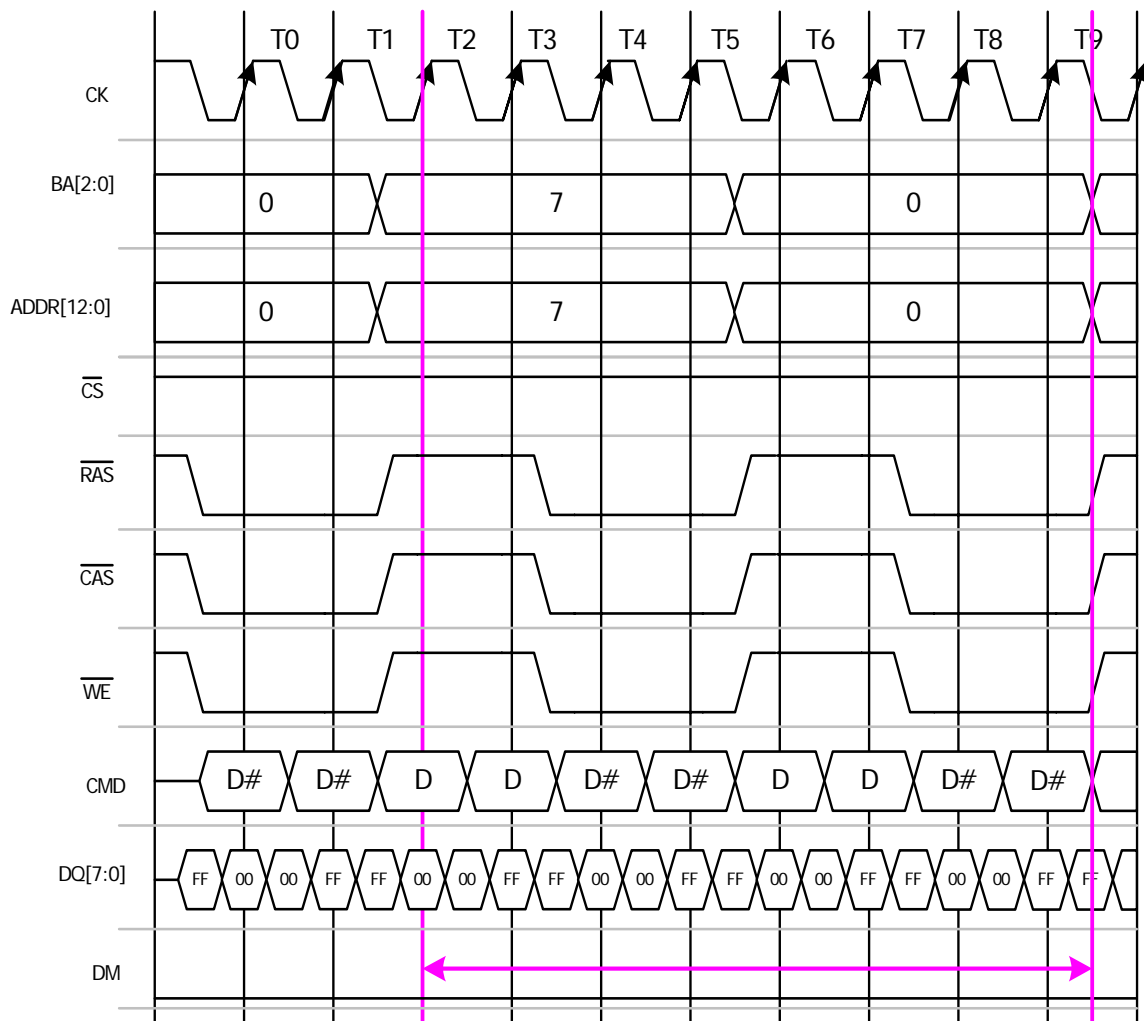 T0 T1 T2 T3 T4 T5 T6 T7 T8 T9
CK
BA[2:0] 0 7 0
ADDR[12:0] 0 7 0
CS
RAS
CAS
WE
CMD D# D# D D D# D# D D D# D#
DQ[7:0] FF 00 00 FF FF 00 00 FF FF 00 00 FF FF 00 00 FF FF 00 00 FF FF
DM